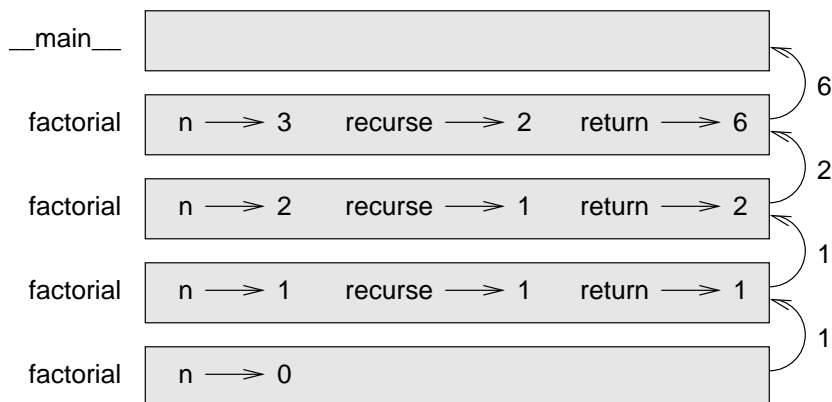 __main__
6
factorial n 3 recurse 2 return 6
2
factorial n 2 recurse 1 return 2
1
factorial n 1 recurse 1 return 1
1
factorial n 0